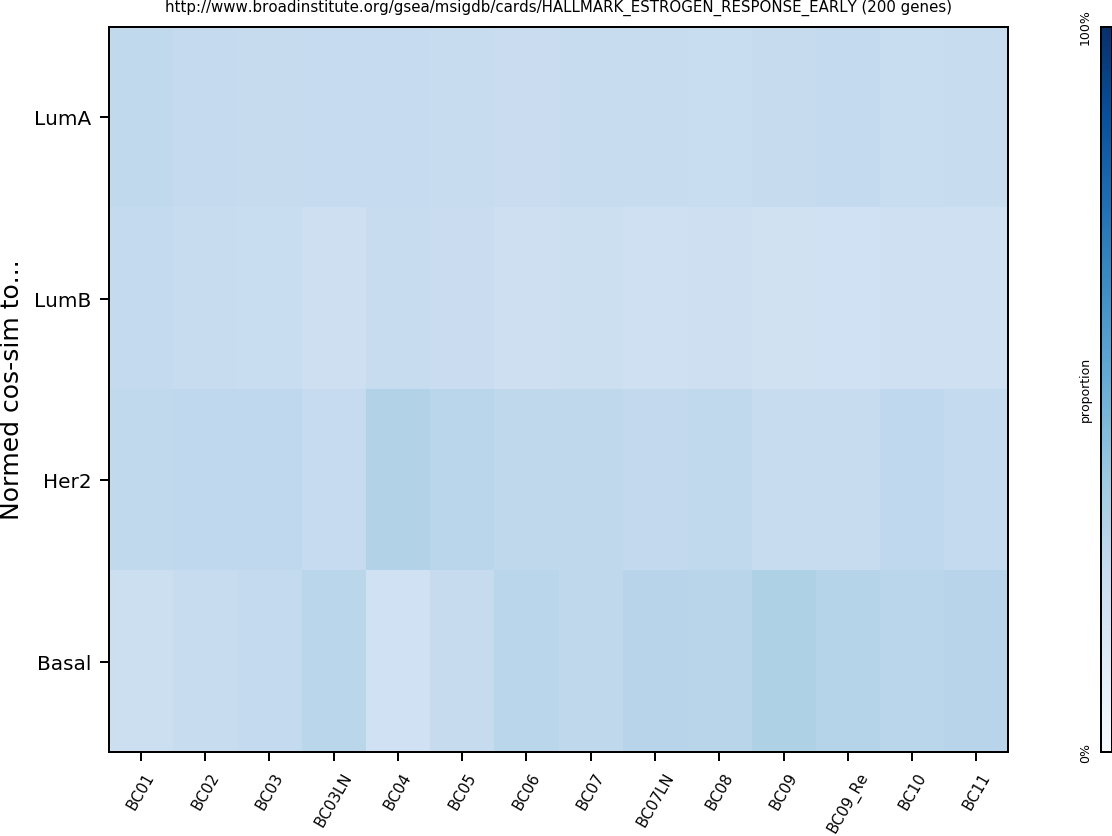 http://www.broadinstitute.org/gsea/msigdb/cards/HALLMARK_ESTROGEN_RESPONSE_EARLY (200 genes)
Normed cos-sim to...
LumA
LumB
Her2
Basal
BC01
BC02
BC03
BC03LN
BC04
BC05
BC06
BC07
BC07LN
BC08
BC09
BC09_Re
BC10
BC11
100%
proportion
0%